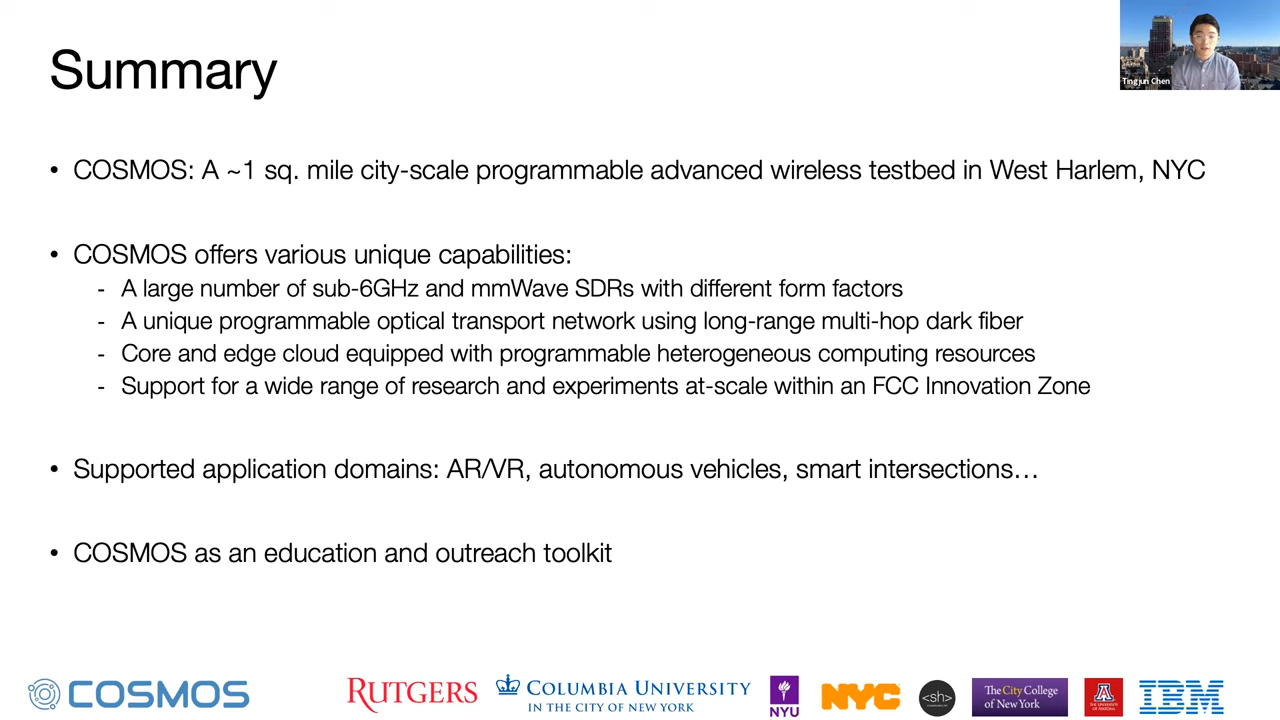 Summary
Tingjun Chen
• COSMOS: A ~1 sq. mile city-scale programmable advanced wireless testbed in West Harlem, NYC
• COSMOS offers various unique capabilities:
- A large number of sub-6GHz and mmWave SDRs with different form factors
- A unique programmable optical transport network using long-range multi-hop dark fiber
- Core and edge cloud equipped with programmable heterogeneous computing resources
- Support for a wide range of research and experiments at-scale within an FCC Innovation Zone
• Supported application domains: AR/VR, autonomous vehicles, smart intersections…
• COSMOS as an education and outreach toolkit
COSMOS
RUTGERS
COLUMBIA UNIVERSITY
IN THE CITY OF NEW YORK
NYU
NYC
<sh>
The City College
of New York
A
IBM